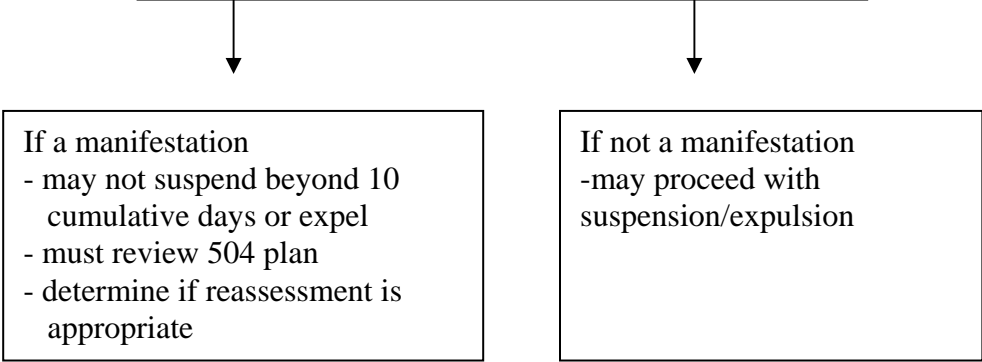 If a manifestation
- may not suspend beyond 10
cumulative days or expel
- must review 504 plan
- determine if reassessment is
appropriate
If not a manifestation
-may proceed with
suspension/expulsion